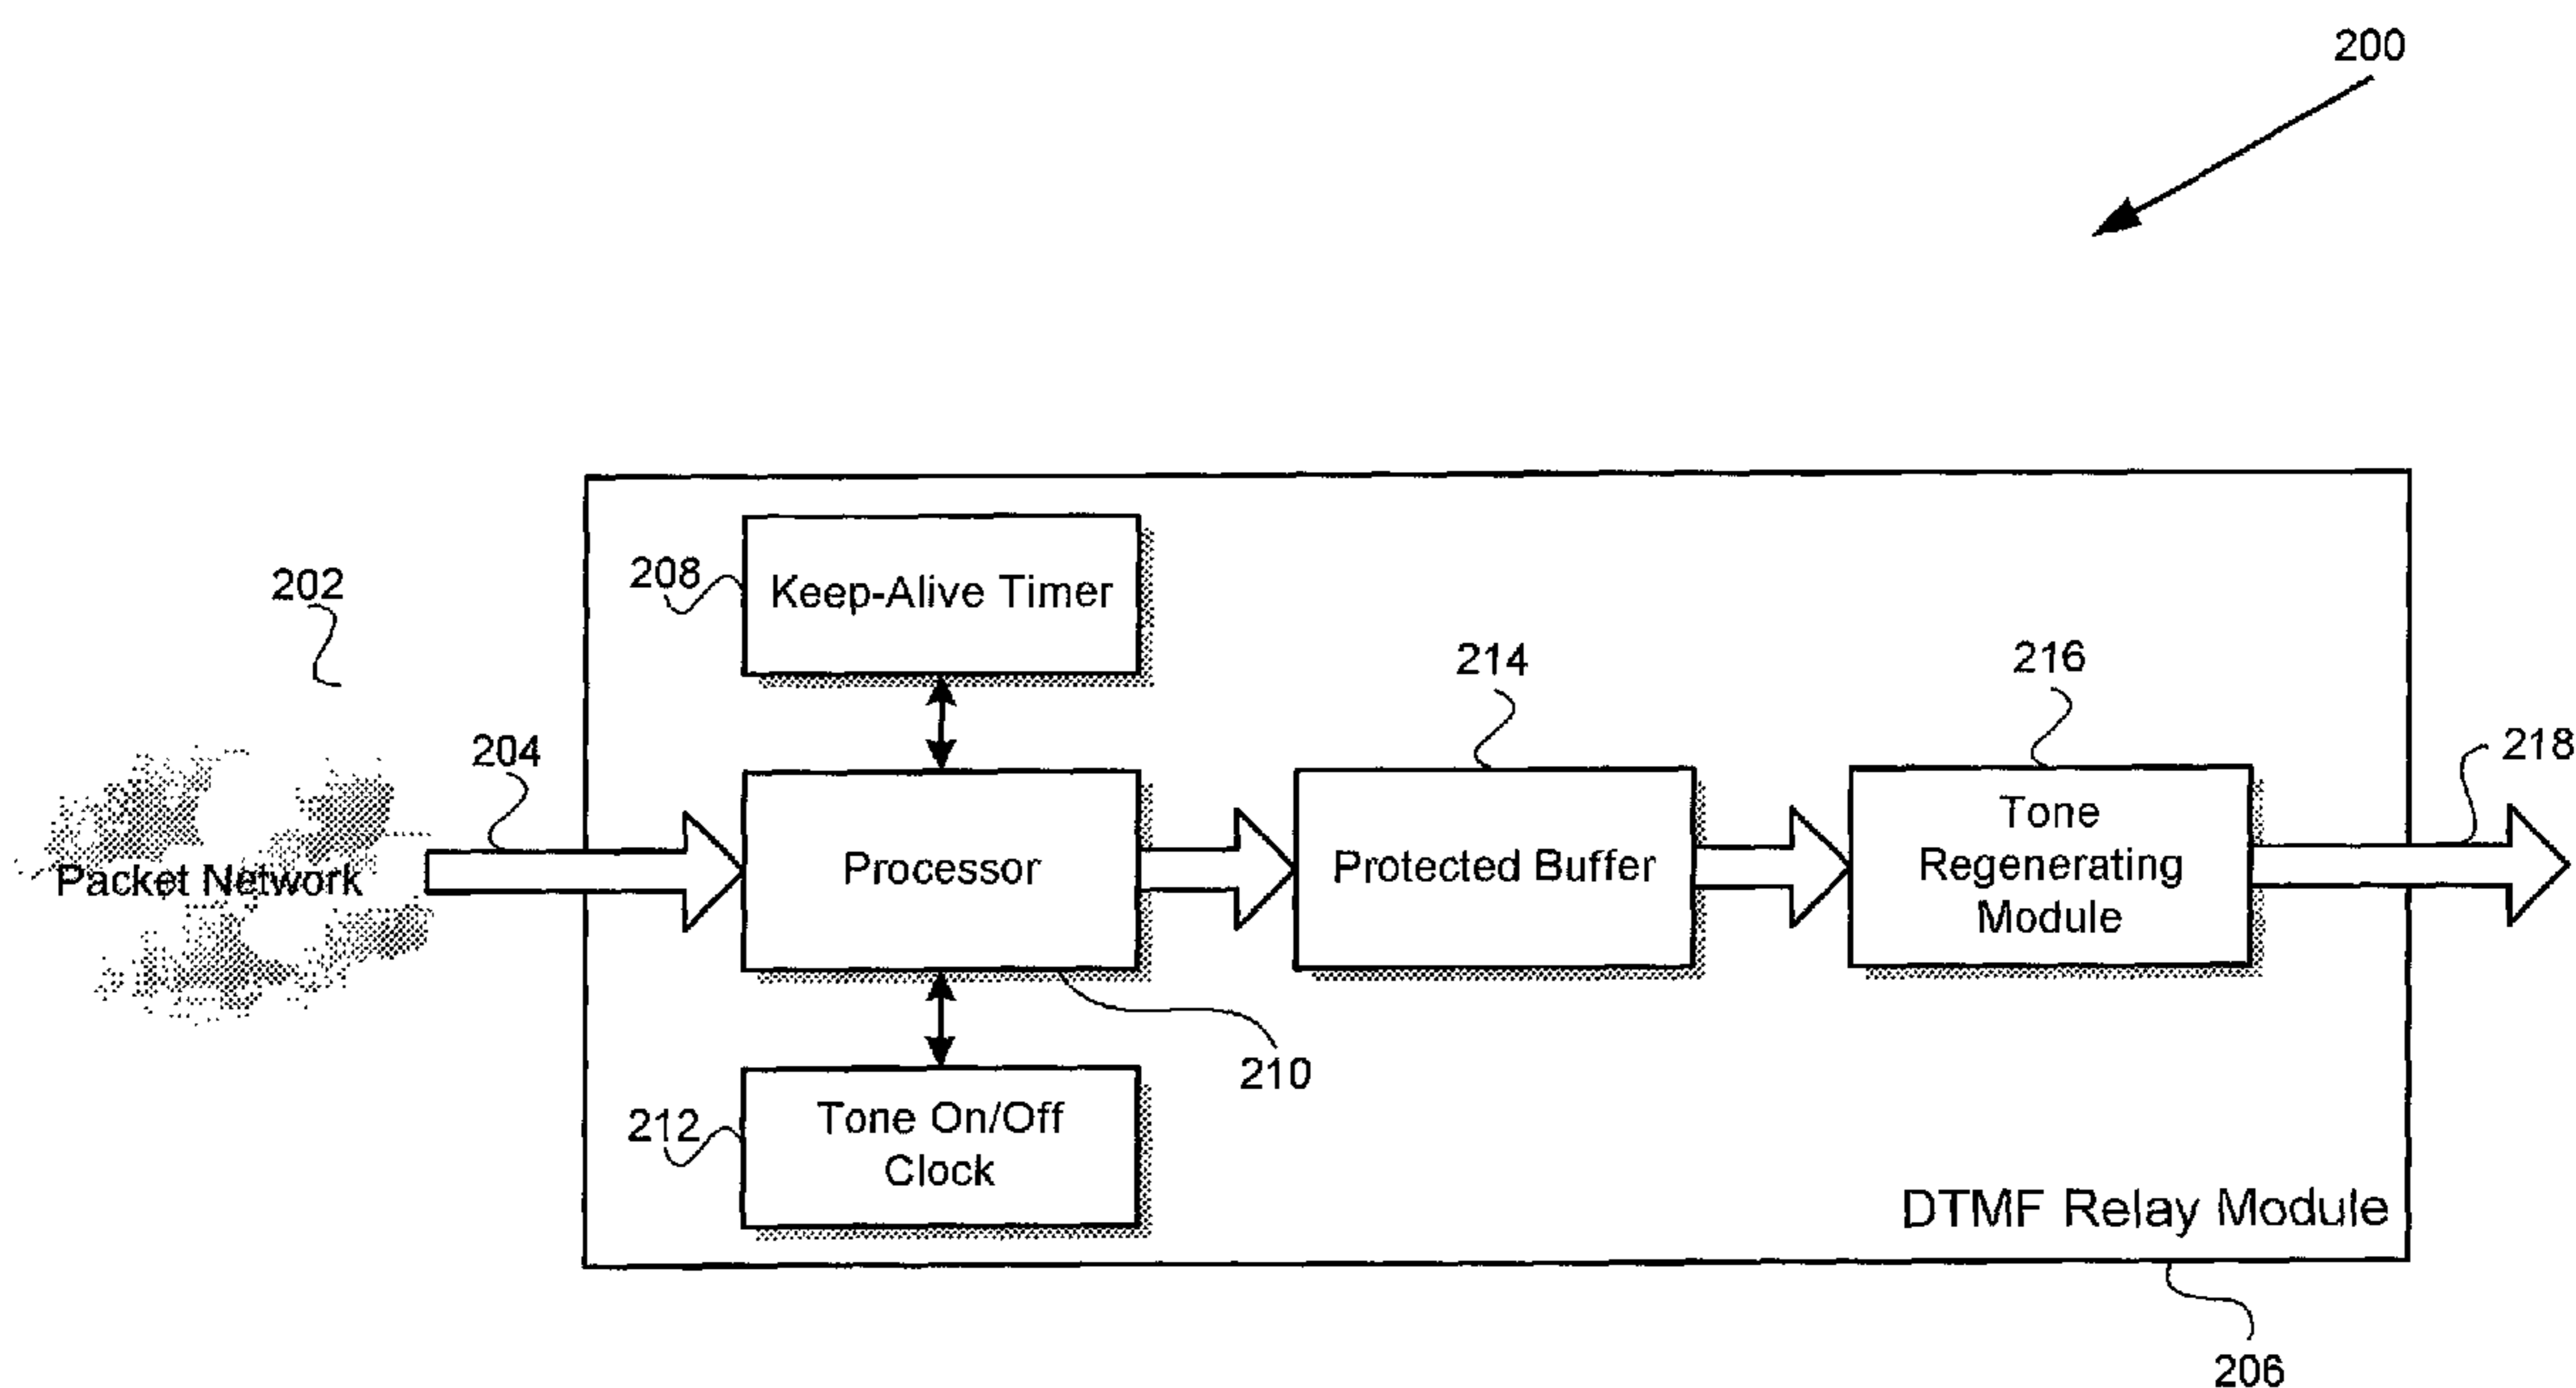 200
202
208
Keep-Alive Timer
214
216
204
218
Packet Network
Processor
Protected Buffer
Tone
Regenerating
Module
210
212
Tone On/Off
Clock
DTMF Relay Module
206